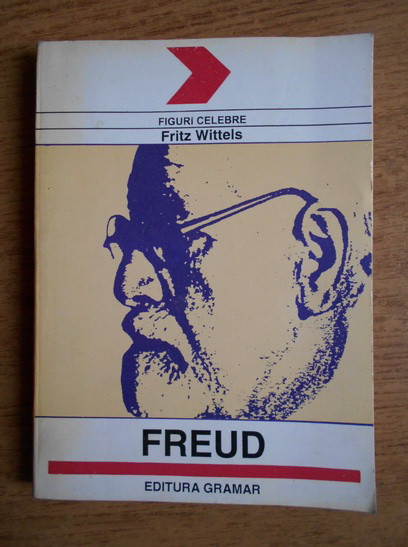 FIGURI CELEBRE
Fritz Wittels
FREUD
EDITURA GRAMAR